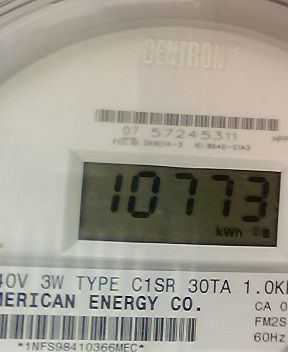 CENTRON®
07 57245311
10773
kWh
40V 3W TYPE C1SR 30TA 1.0K
MERICAN ENERGY CO. CA 0
FM2S
60Hz
*1NFS98410366MEC*